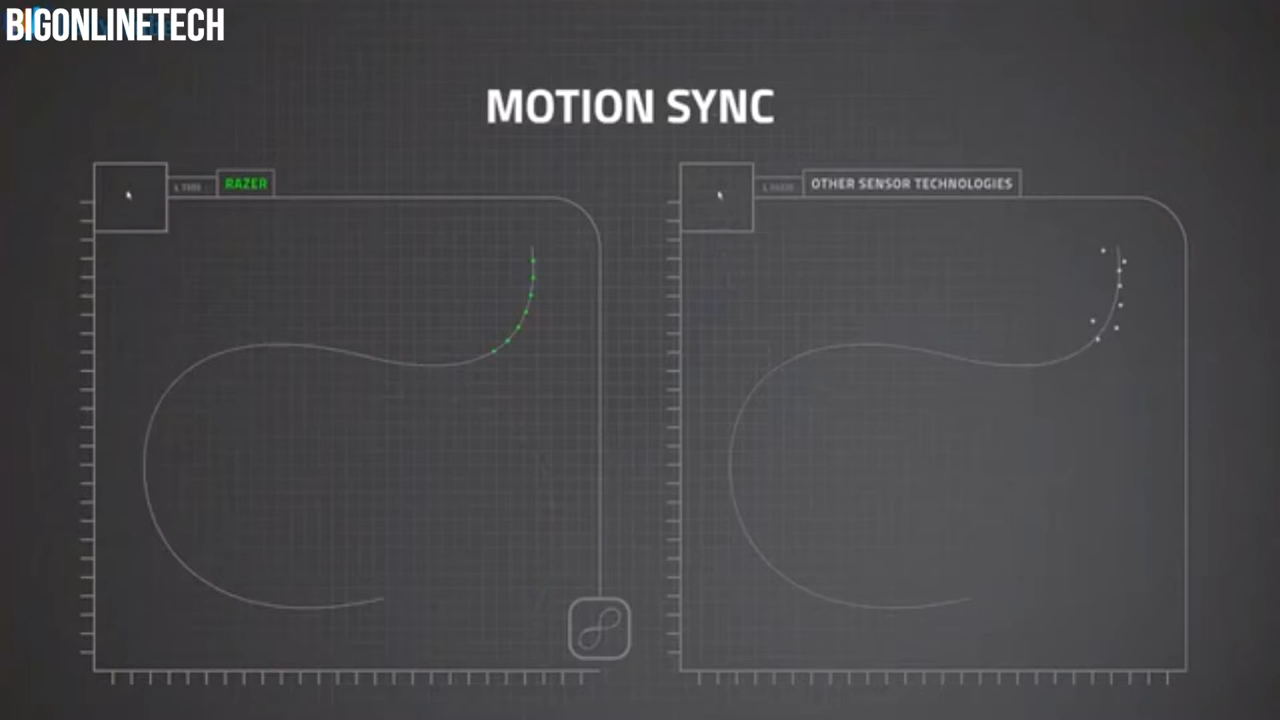 BIGONLINETECH
MOTION SYNC
RAZER
OTHER SENSOR TECHNOLOGIES